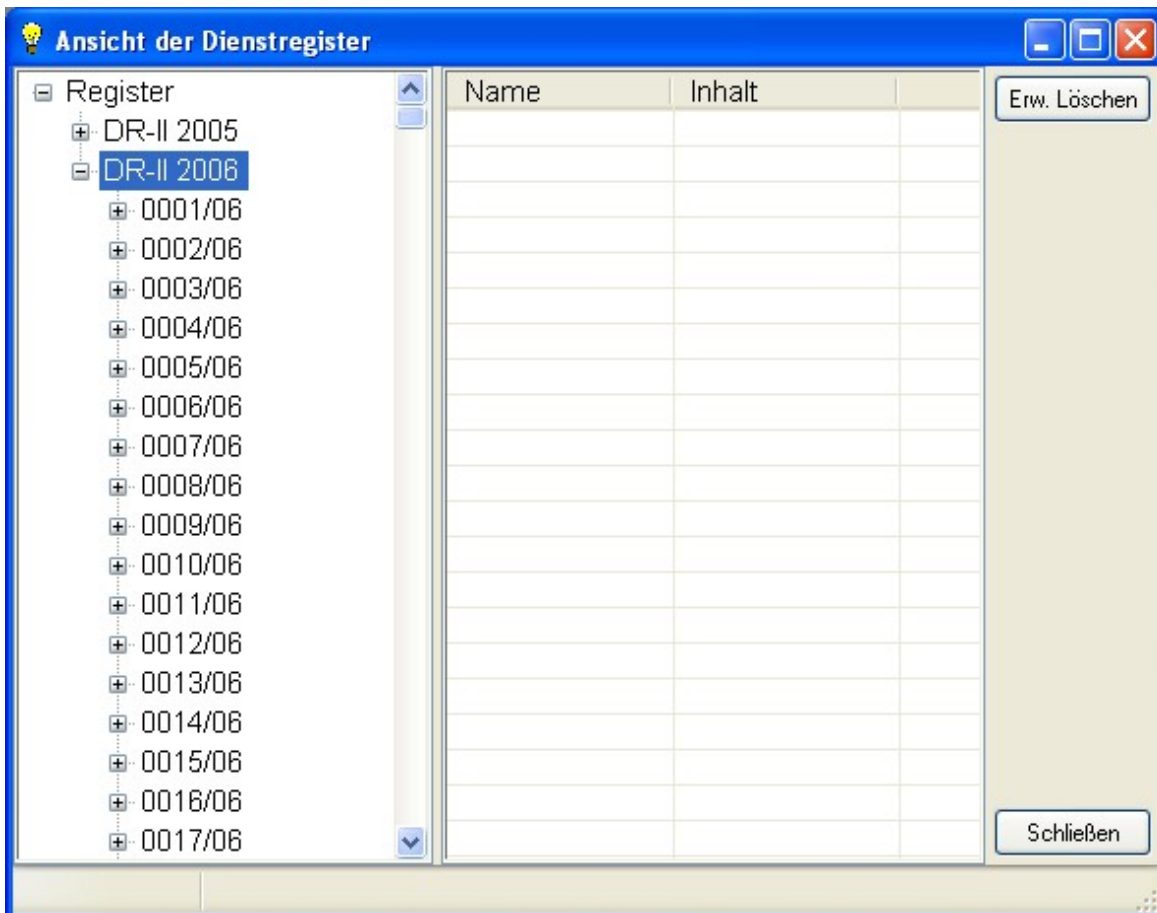 Ansicht der Dienstregister
Register
DR-II 2005
DR-II 2006
0001/06
0002/06
0003/06
0004/06
0005/06
0006/06
0007/06
0008/06
0009/06
0010/06
0011/06
0012/06
0013/06
0014/06
0015/06
0016/06
0017/06
Name Inhalt
Erw. Löschen
Schließen